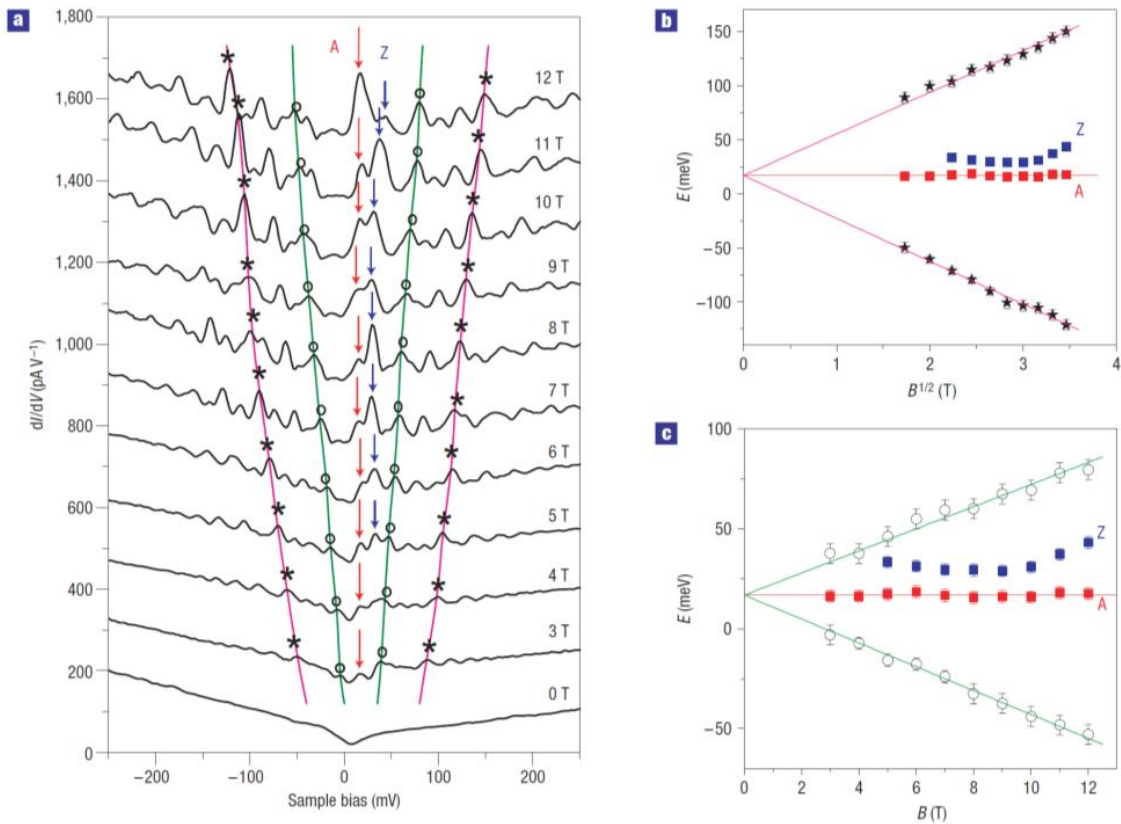 a
1,800
1,600
1,400
1,200
1,000
800
600
400
200
0
dI/dV (pA V⁻¹)
A
Z
12 T
11 T
10 T
9 T
8 T
7 T
6 T
5 T
4 T
3 T
0 T
−200 −100 0 100 200
Sample bias (mV)
b
150
100
50
0
−50
−100
E (meV)
Z
A
0 1 2 3 4
B¹/² (T)
c
100
50
0
−50
E (meV)
Z
A
0 2 4 6 8 10 12
B (T)